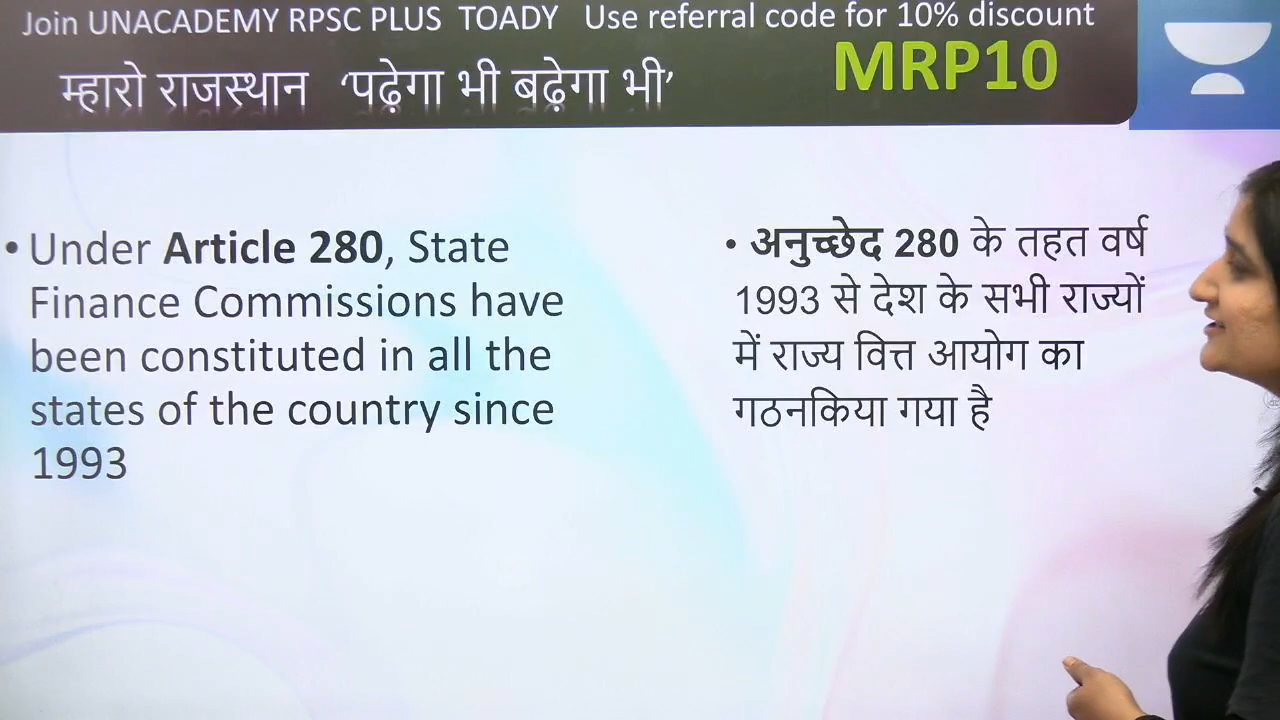 Join UNACADEMY RPSC PLUS TOADY Use referral code for 10% discount
म्हारो राजस्थान ‘पढ़ेगा भी बढ़ेगा भी’ MRP10
• Under Article 280, State
Finance Commissions have
been constituted in all the
states of the country since
1993
• अनुच्छेद 280 के तहत वर्ष
1993 से देश के सभी राज्यों
में राज्य वित्त आयोग का
गठनकिया गया है